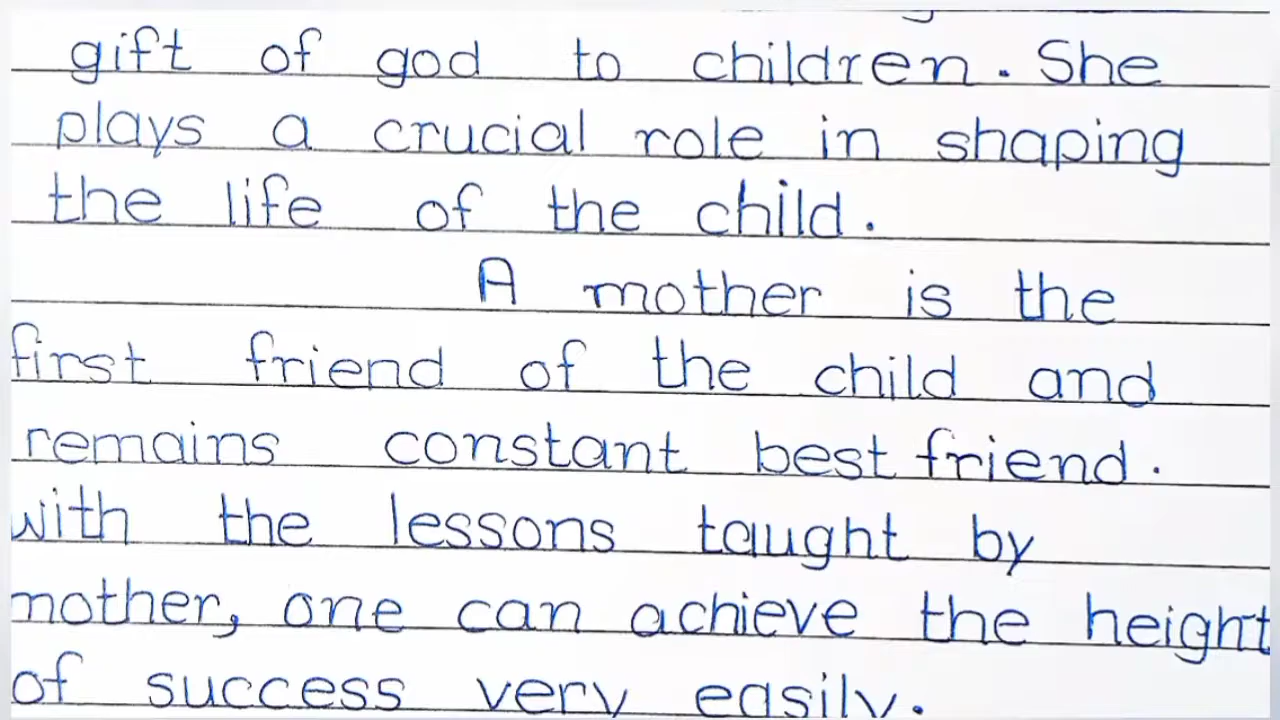 gift of god to children. She
plays a crucial role in shaping
the life of the child.
A mother is the
first friend of the child and
remains constant best friend.
with the lessons taught by
mother, one can achieve the height
of success very easily.